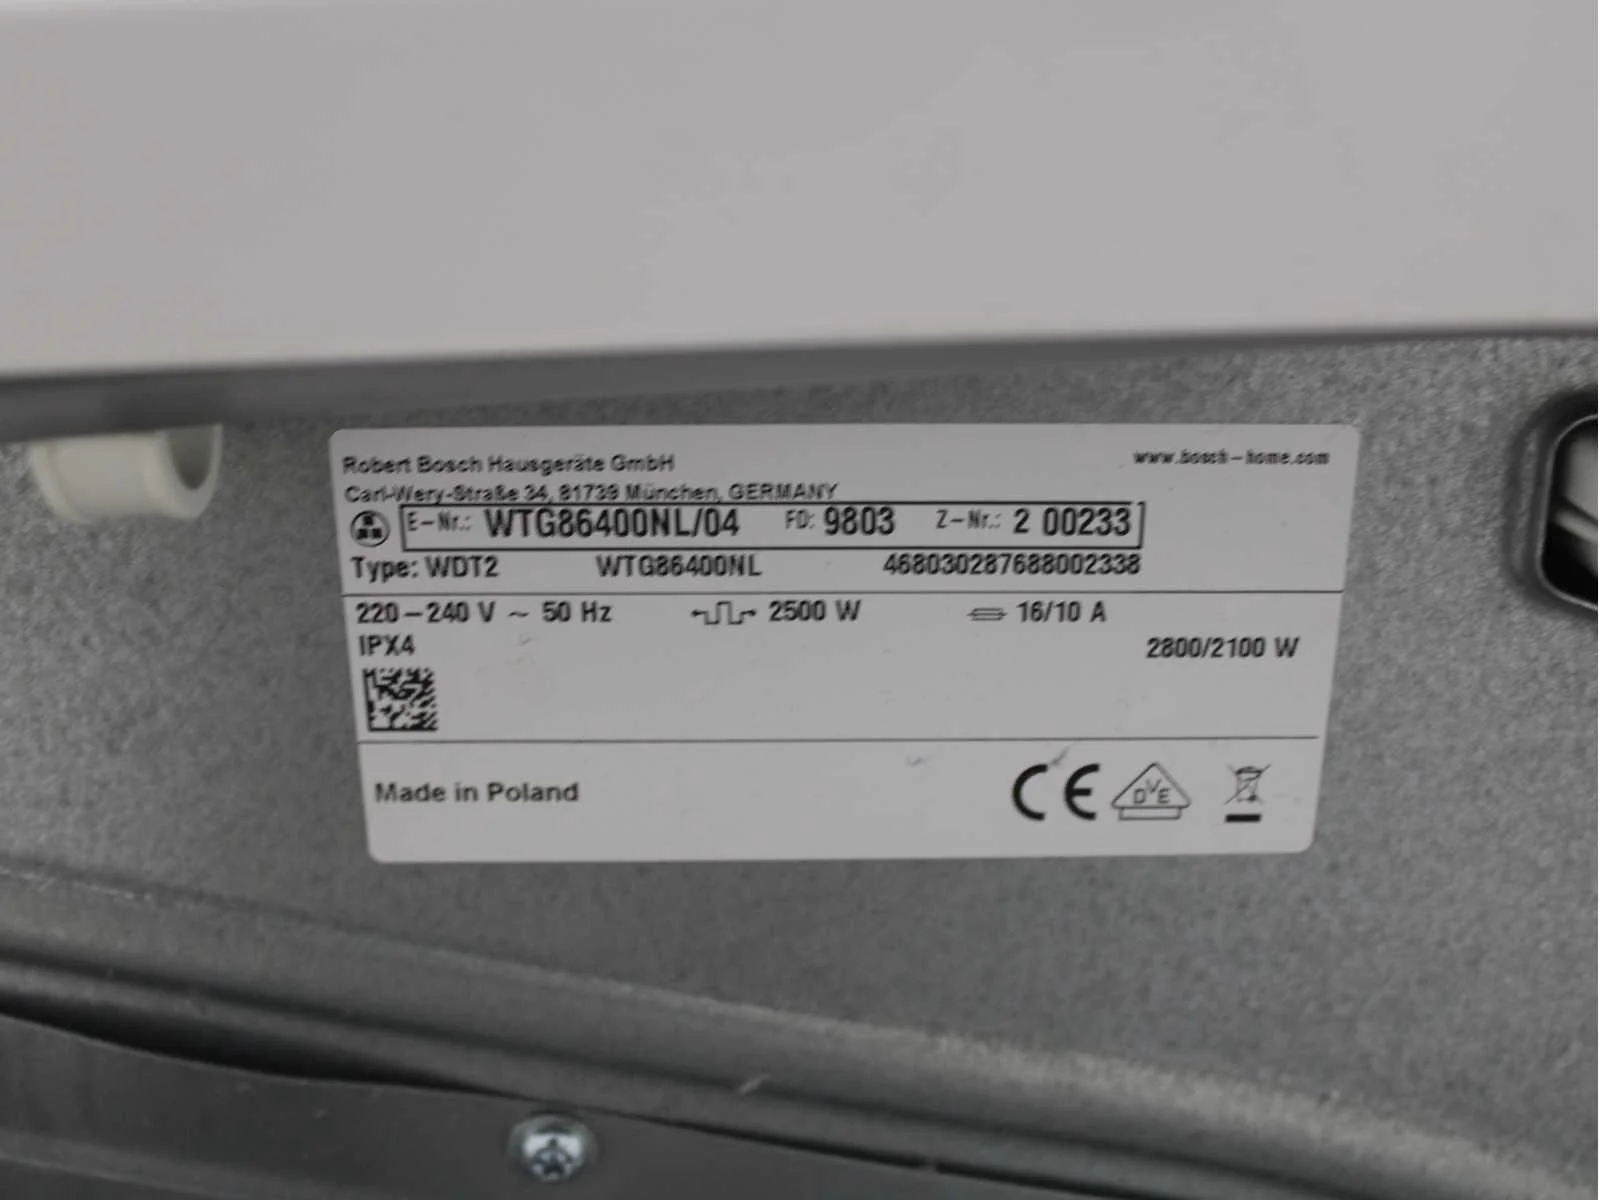 Robert Bosch Hausgeräte GmbH www.bosch-home.com
Carl-Wery-Straße 34, 81739 München, GERMANY
E-Nr.: WTG86400NL/04 FD: 9803 Z-Nr.: 2 00233
Type: WDT2 WTG86400NL 468030287688002338
220-240 V ~ 50 Hz 2500 W 16/10 A
IPX4 2800/2100 W
Made in Poland CE DVE